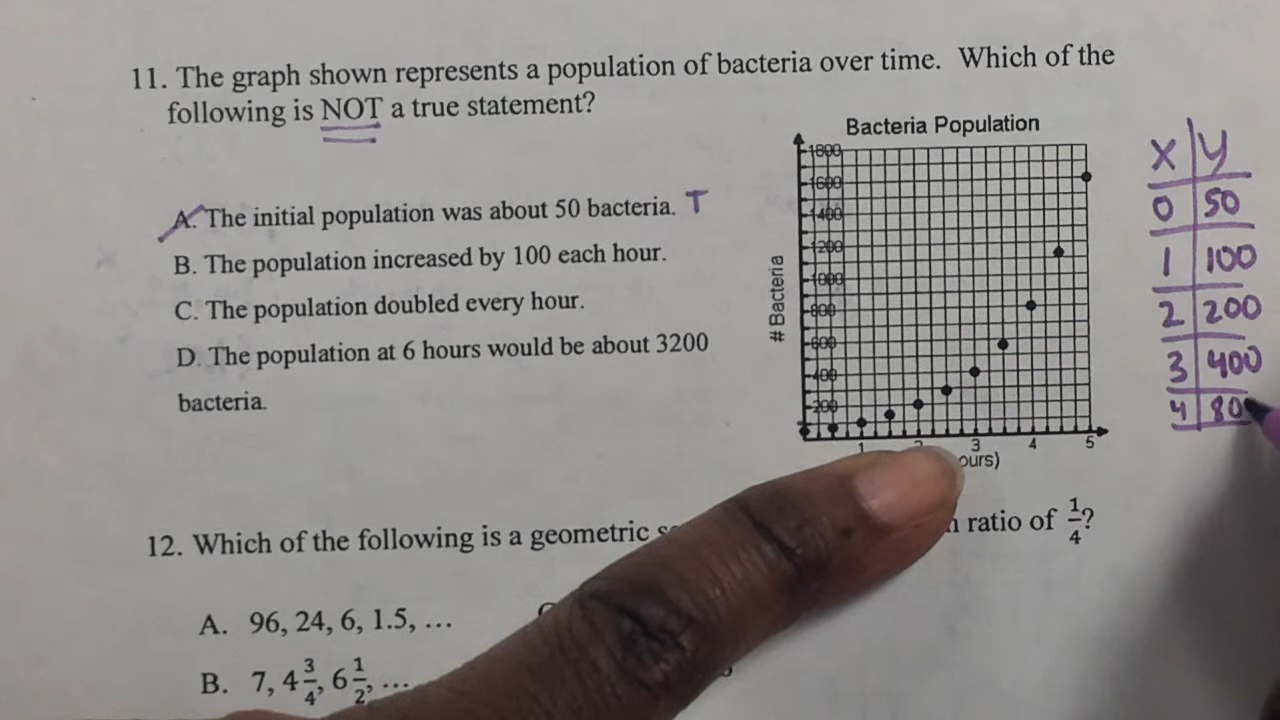 11. The graph shown represents a population of bacteria over time. Which of the
following is NOT a true statement?
A. The initial population was about 50 bacteria. T
B. The population increased by 100 each hour.
C. The population doubled every hour.
D. The population at 6 hours would be about 3200
bacteria.
Bacteria Population
# Bacteria
1800
1600
1400
1200
1000
800
600
400
200
1 3 4 5
ours)
x y
0 50
1 100
2 200
3 400
4 80
12. Which of the following is a geometric ratio of 1/4?
A. 96, 24, 6, 1.5, …
B. 7, 4 3/4, 6 1/2, …